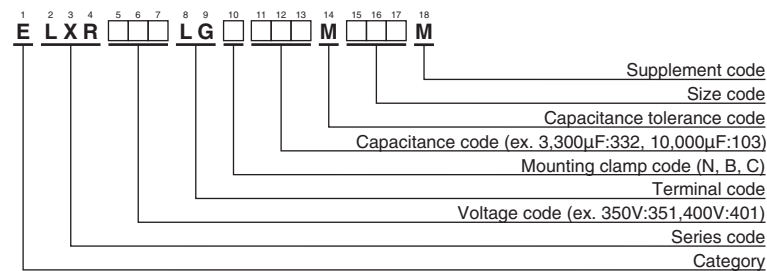 1 2 3 4 5 6 7 8 9 10 11 12 13 14 15 16 17 18
E L X R □ □ □ L G □ □ □ □ M □ □ □ M
Supplement code
Size code
Capacitance tolerance code
Capacitance code (ex. 3,300μF:332, 10,000μF:103)
Mounting clamp code (N, B, C)
Terminal code
Voltage code (ex. 350V:351,400V:401)
Series code
Category